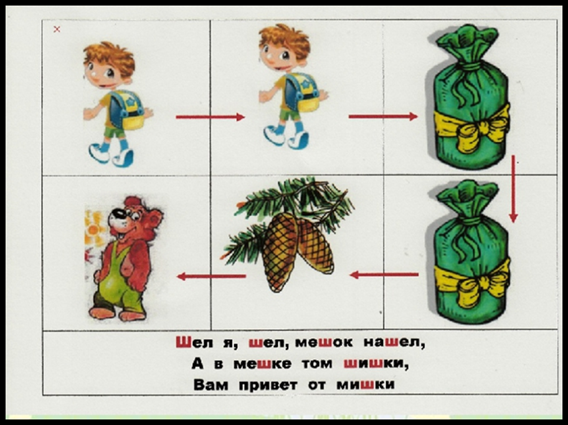 Шел я, шел, мешок нашел,
А в мешке том шишки,
Вам привет от мишки